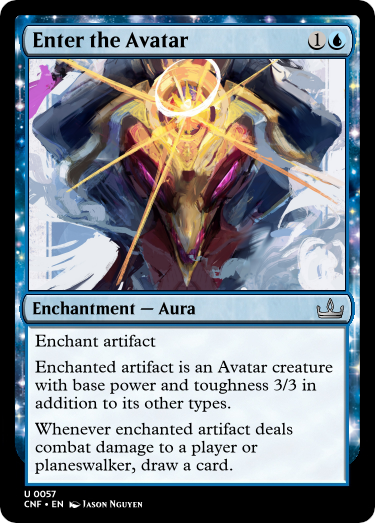 Enter the Avatar 1
Enchantment — Aura
Enchant artifact
Enchanted artifact is an Avatar creature
with base power and toughness 3/3 in
addition to its other types.
Whenever enchanted artifact deals
combat damage to a player or
planeswalker, draw a card.
U 0057
CNF • EN Jason Nguyen